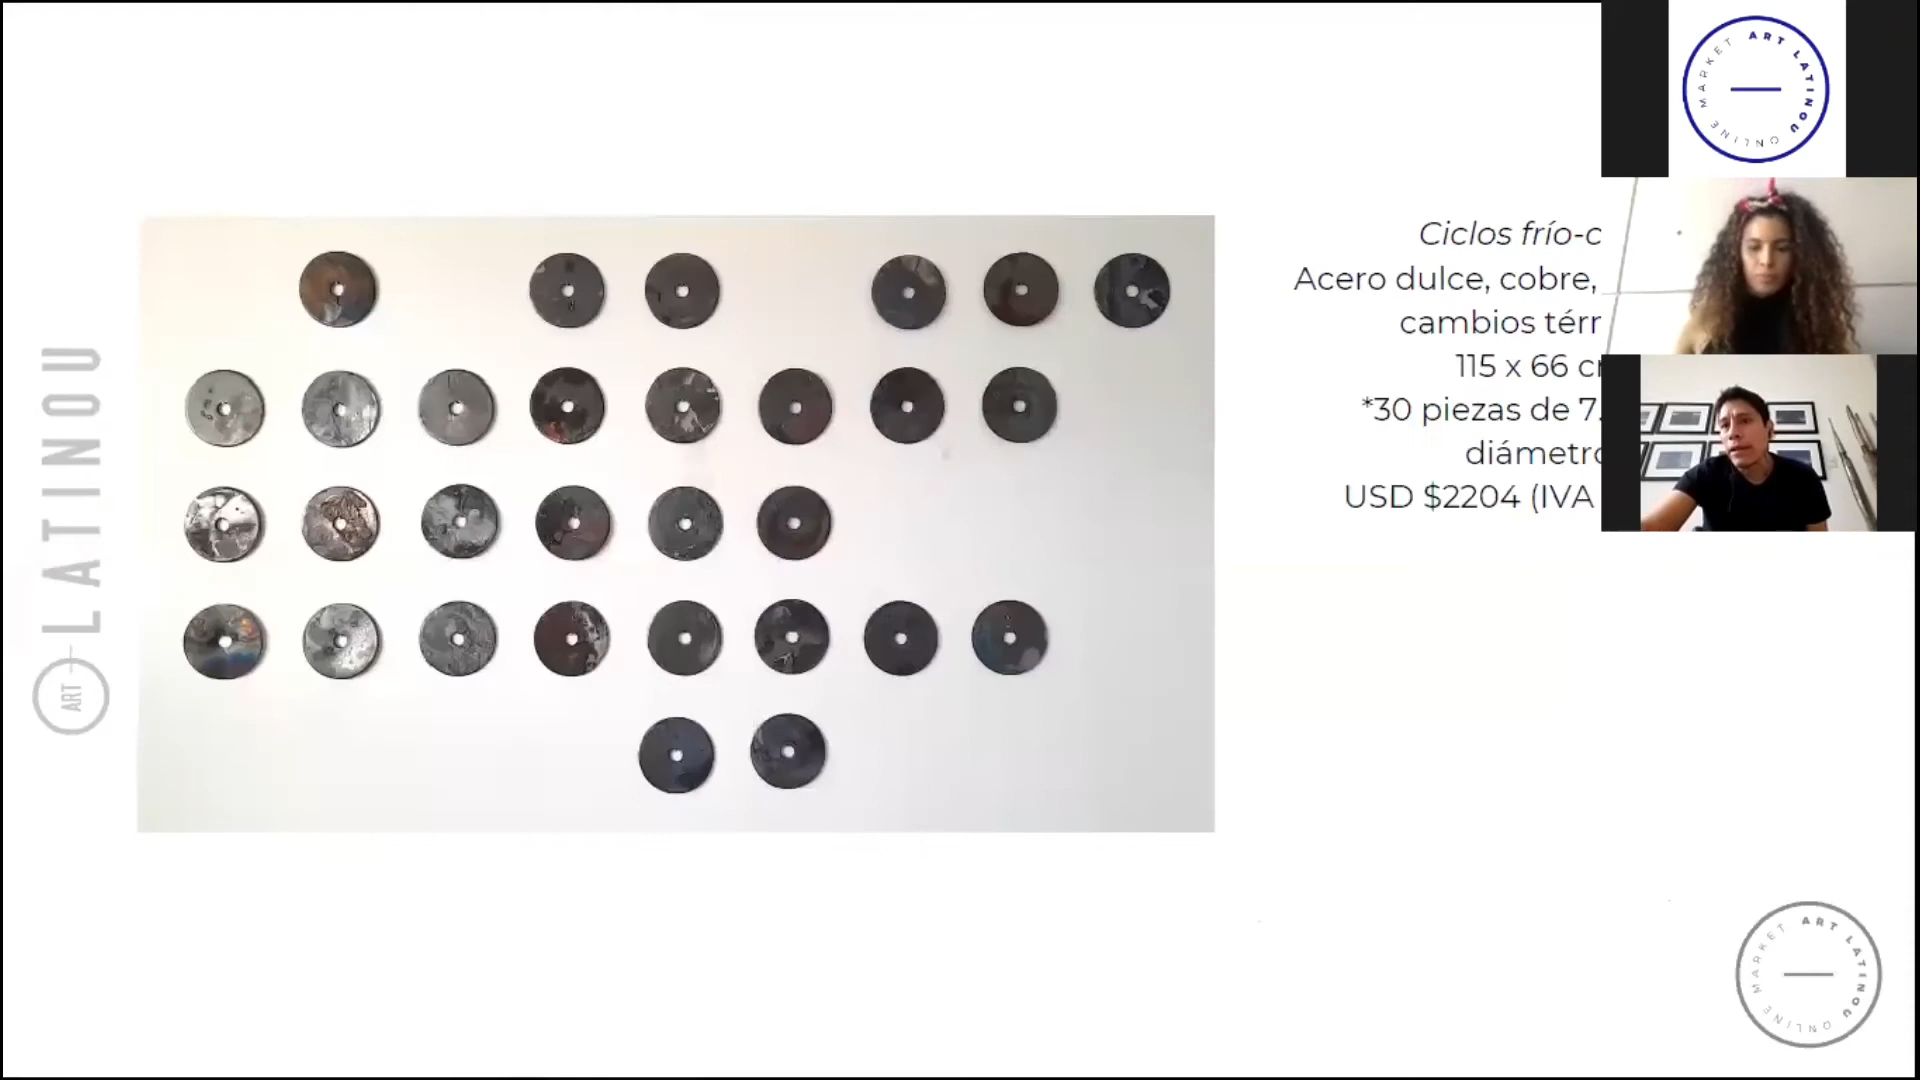 ART LATINOU
Ciclos frío-c
Acero dulce, cobre,
cambios térr
115 x 66 c
*30 piezas de 7.
diámetro
USD $2204 (IVA
ART LATINOU ONLINE MARKET
ART LATINOU ONLINE MARKET